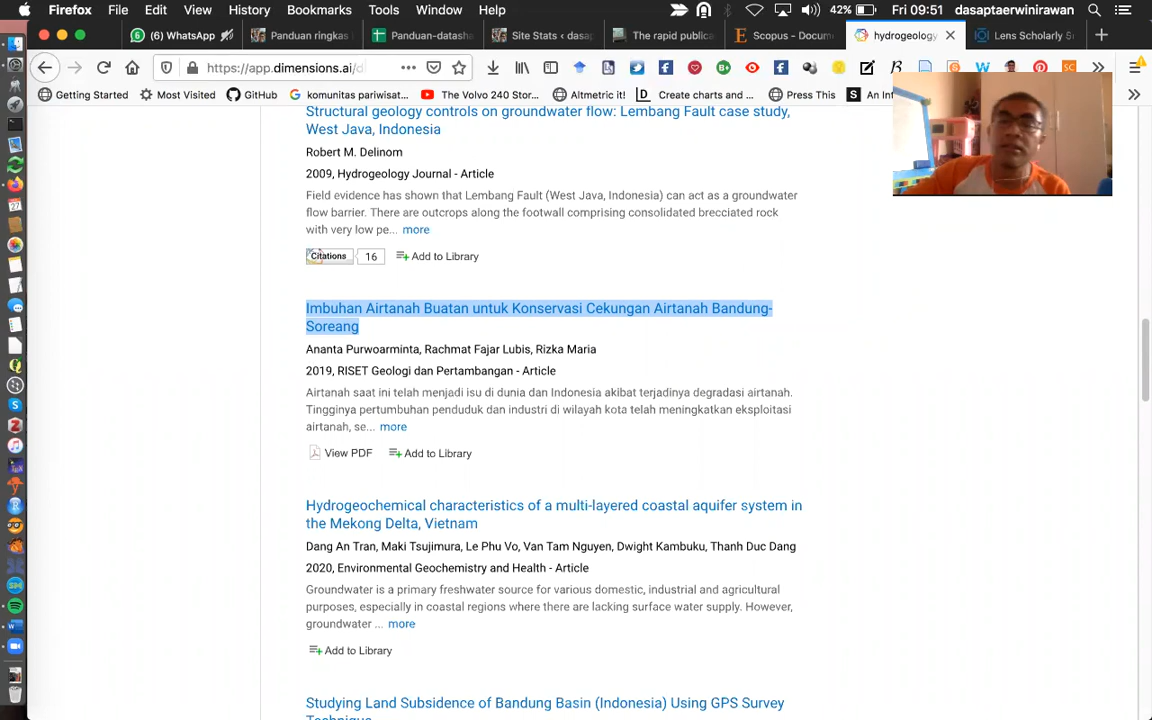 Firefox File Edit View History Bookmarks Tools Window Help 42% Fri 09:51 dasaptaerwinirawan
(6) WhatsApp Panduan ringkas Panduan-datasha Site Stats ‹ dasap The rapid publica Scopus - Docum hydrogeology Lens Scholarly Se
https://app.dimensions.ai/d
Getting Started Most Visited GitHub komunitas pariwisat... The Volvo 240 Stor... Altmetric it! Create charts and ... Press This An Int
Structural geology controls on groundwater flow: Lembang Fault case study,
West Java, Indonesia
Robert M. Delinom
2009, Hydrogeology Journal - Article
Field evidence has shown that Lembang Fault (West Java, Indonesia) can act as a groundwater
flow barrier. There are outcrops along the footwall comprising consolidated brecciated rock
with very low pe... more
Citations 16 Add to Library
Imbuhan Airtanah Buatan untuk Konservasi Cekungan Airtanah Bandung-
Soreang
Ananta Purwoarminta, Rachmat Fajar Lubis, Rizka Maria
2019, RISET Geologi dan Pertambangan - Article
Airtanah saat ini telah menjadi isu di dunia dan Indonesia akibat terjadinya degradasi airtanah.
Tingginya pertumbuhan penduduk dan industri di wilayah kota telah meningkatkan eksploitasi
airtanah, se... more
View PDF Add to Library
Hydrogeochemical characteristics of a multi-layered coastal aquifer system in
the Mekong Delta, Vietnam
Dang An Tran, Maki Tsujimura, Le Phu Vo, Van Tam Nguyen, Dwight Kambuku, Thanh Duc Dang
2020, Environmental Geochemistry and Health - Article
Groundwater is a primary freshwater source for various domestic, industrial and agricultural
purposes, especially in coastal regions where there are lacking surface water supply. However,
groundwater ... more
Add to Library
Studying Land Subsidence of Bandung Basin (Indonesia) Using GPS Survey
Technique